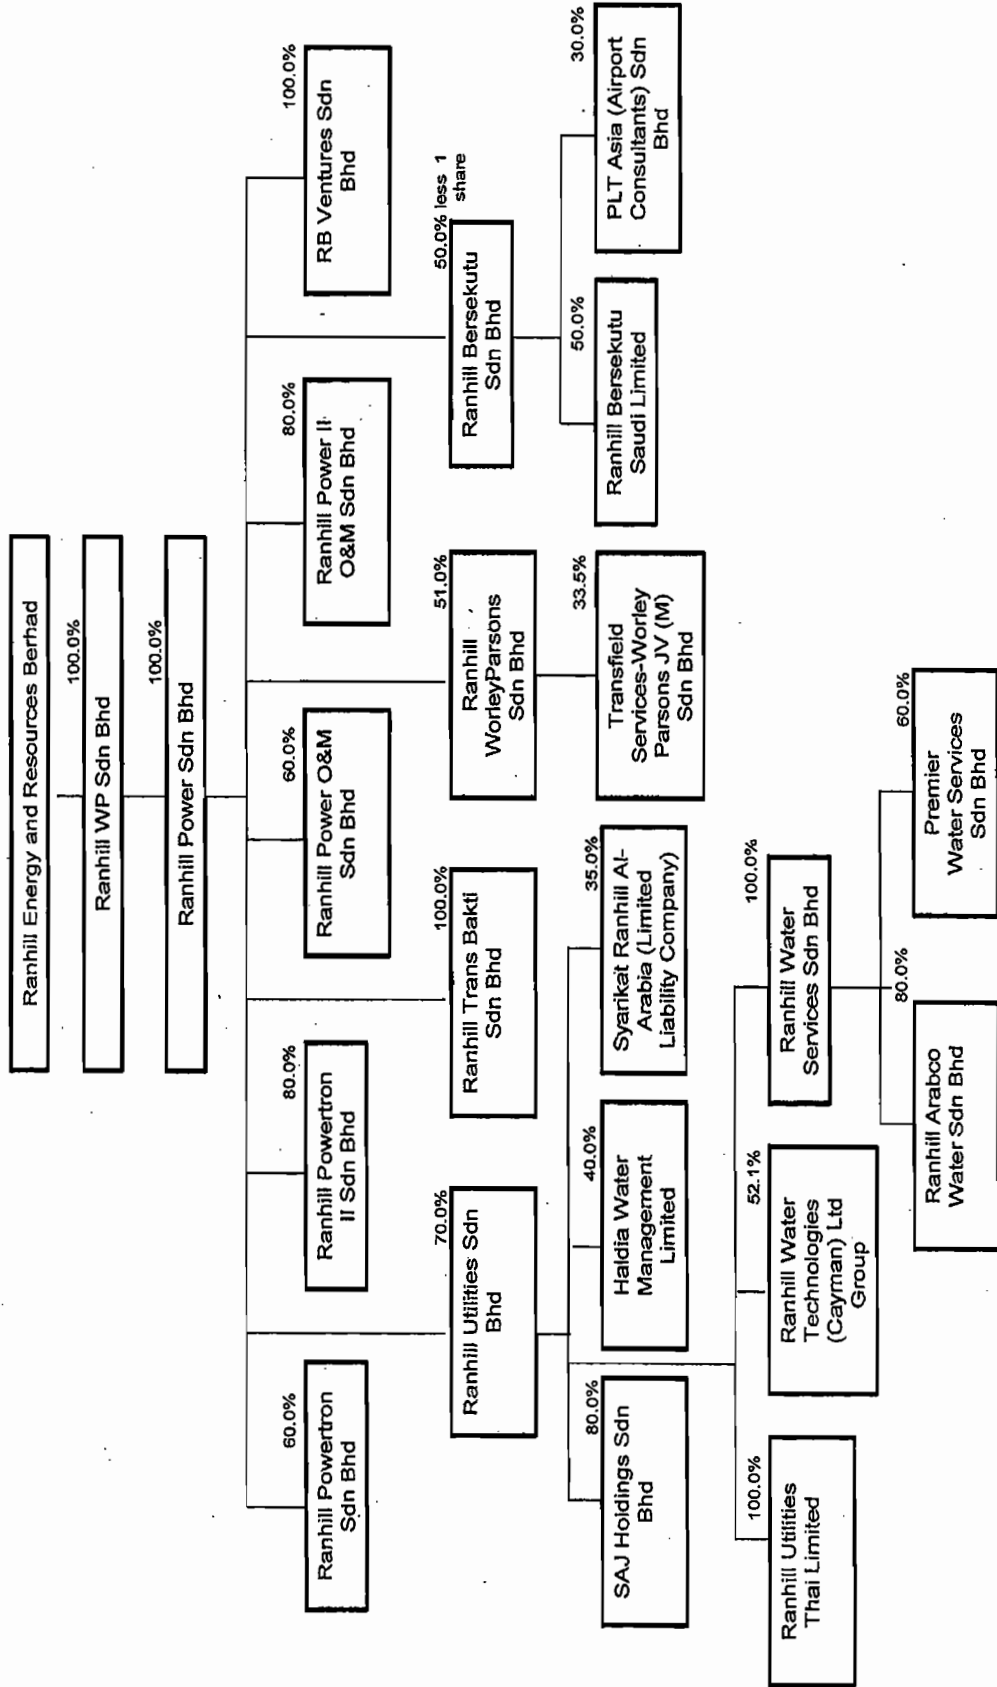 Ranhill Energy and Resources Berhad
100.0%
Ranhill WP Sdn Bhd
100.0%
Ranhill Power Sdn Bhd
60.0%
Ranhill Powertron
Sdn Bhd
80.0%
Ranhill Powertron
II Sdn Bhd
60.0%
Ranhill Power O&M
Sdn Bhd
80.0%
Ranhill Power II
O&M Sdn Bhd
100.0%
RB Ventures Sdn
Bhd
70.0%
Ranhill Utilities Sdn
Bhd
100.0%
Ranhill Trans Bakti
Sdn Bhd
51.0%
Ranhill
WorleyParsons
Sdn Bhd
50.0% less 1
share
Ranhill Bersekutu
Sdn Bhd
80.0%
SAJ Holdings Sdn
Bhd
40.0%
Haldia Water
Management
Limited
35.0%
Syarikat Ranhill Al-
Arabia (Limited
Liability Company)
33.5%
Transfield
Services-Worley
Parsons JV (M)
Sdn Bhd
50.0%
Ranhill Bersekutu
Saudi Limited
30.0%
PLT Asia (Airport
Consultants) Sdn
Bhd
100.0%
Ranhill Utilities
Thai Limited
52.1%
Ranhill Water
Technologies
(Cayman) Ltd
Group
100.0%
Ranhill Water
Services Sdn Bhd
80.0%
Ranhill Arabco
Water Sdn Bhd
60.0%
Premier
Water Services
Sdn Bhd